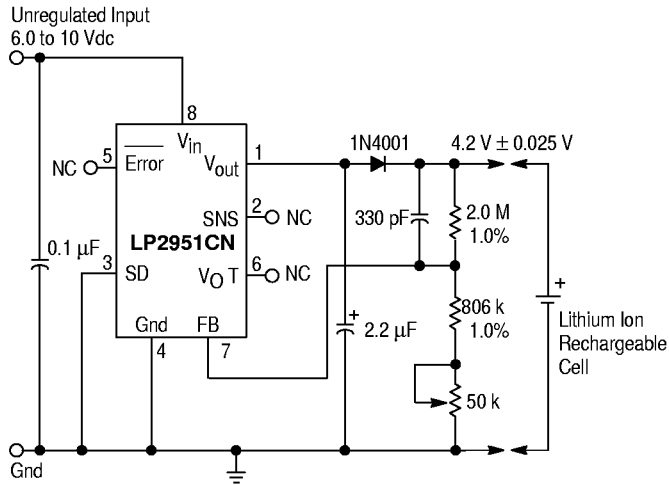 Unregulated Input
6.0 to 10 Vdc
8
Vin
5
NC
Error
Vout
1
1N4001
4.2 V ± 0.025 V
SNS
2
NC
330 pF
2.0 M
1.0%
LP2951CN
0.1 µF
3
SD
VO T
6
NC
Gnd
FB
4
7
2.2 µF
+
806 k
1.0%
+
Lithium Ion
Rechargeable
Cell
50 k
Gnd